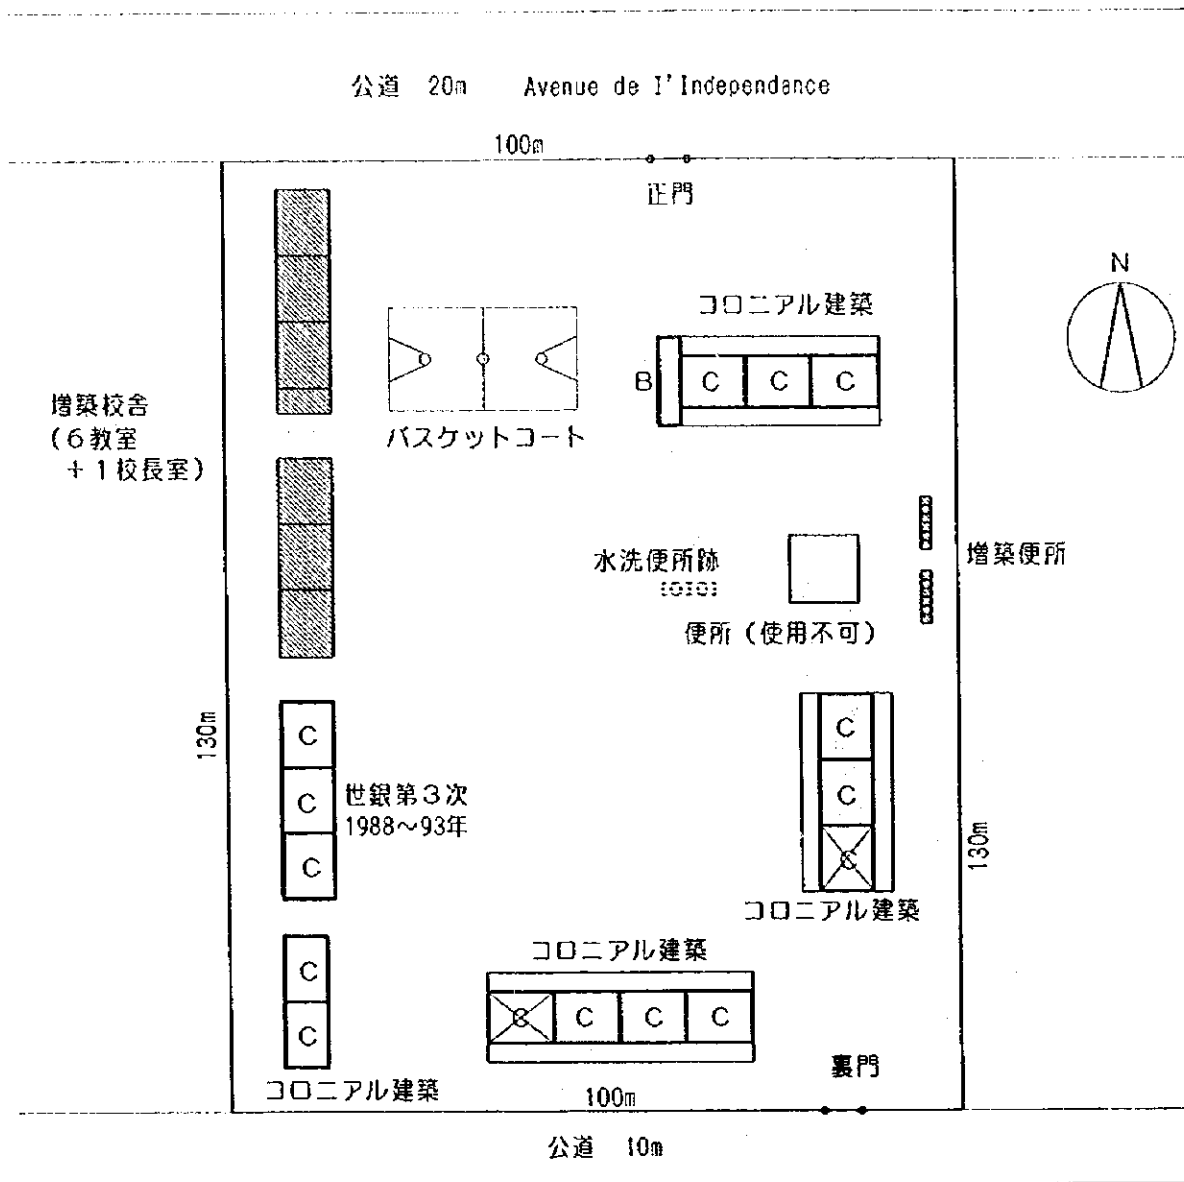 公道 20m Avenue de I'Independance
100m
正門
N
コロニアル建築
B C C C
増築校舎
(6教室
+1校長室)
バスケットコート
水洗便所跡
増築便所
便所(使用不可)
130m
C
C
C
世銀第3次
1988~93年
C
C
C
130m
コロニアル建築
コロニアル建築
C
C
C C C C
コロニアル建築
裏門
100m
公道 10m